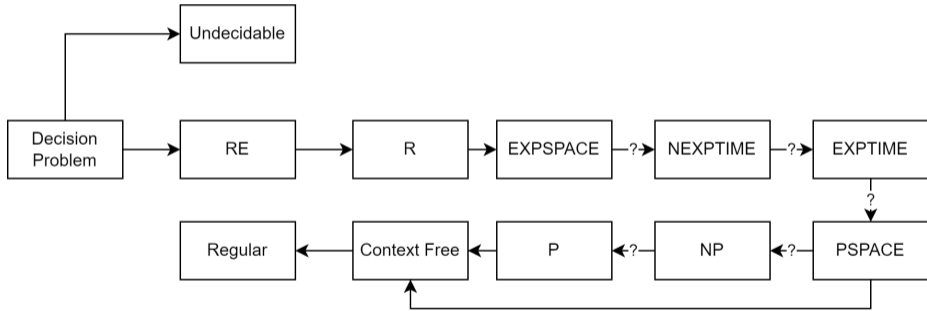 Undecidable
Decision
Problem
RE
R
EXPSPACE
?
NEXPTIME
?
EXPTIME
?
Regular
Context Free
P
?
NP
?
PSPACE